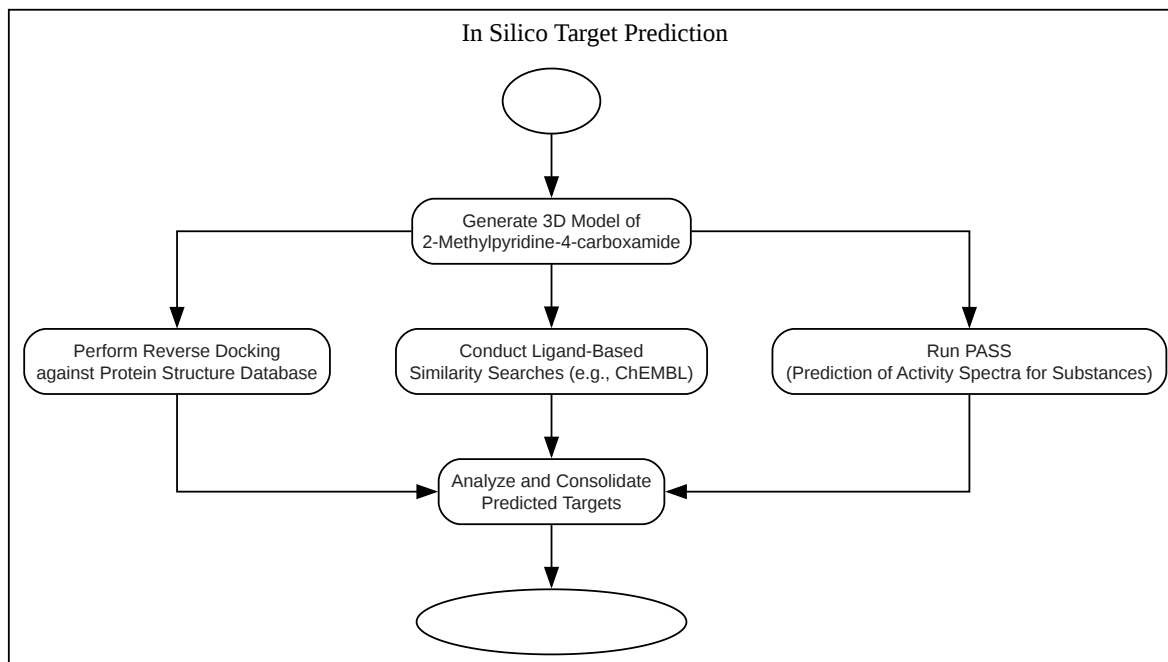 In Silico Target Prediction
Generate 3D Model of
2-Methylpyridine-4-carboxamide
Perform Reverse Docking
against Protein Structure Database
Conduct Ligand-Based
Similarity Searches (e.g., ChEMBL)
Run PASS
(Prediction of Activity Spectra for Substances)
Analyze and Consolidate
Predicted Targets